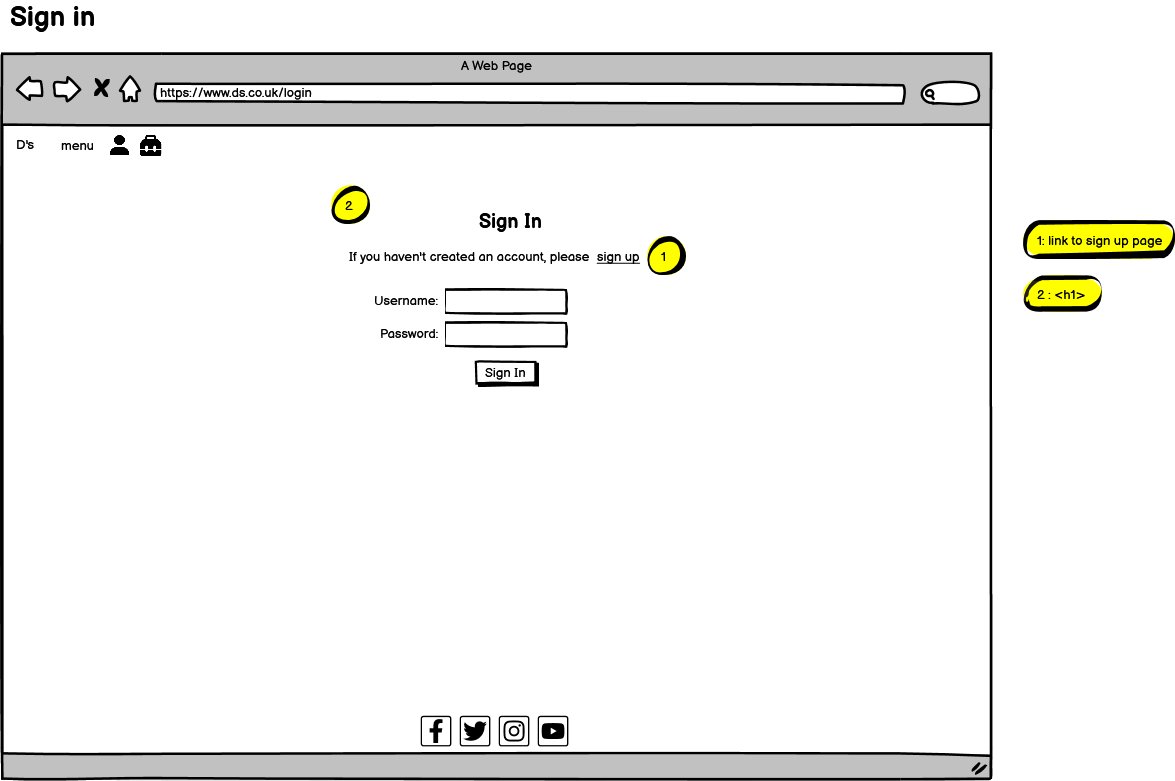 Sign in
A Web Page
https://www.ds.co.uk/login
D's menu
2
Sign In
If you haven't created an account, please sign up 1
1: link to sign up page
2 : <h1>
Username:
Password:
Sign In